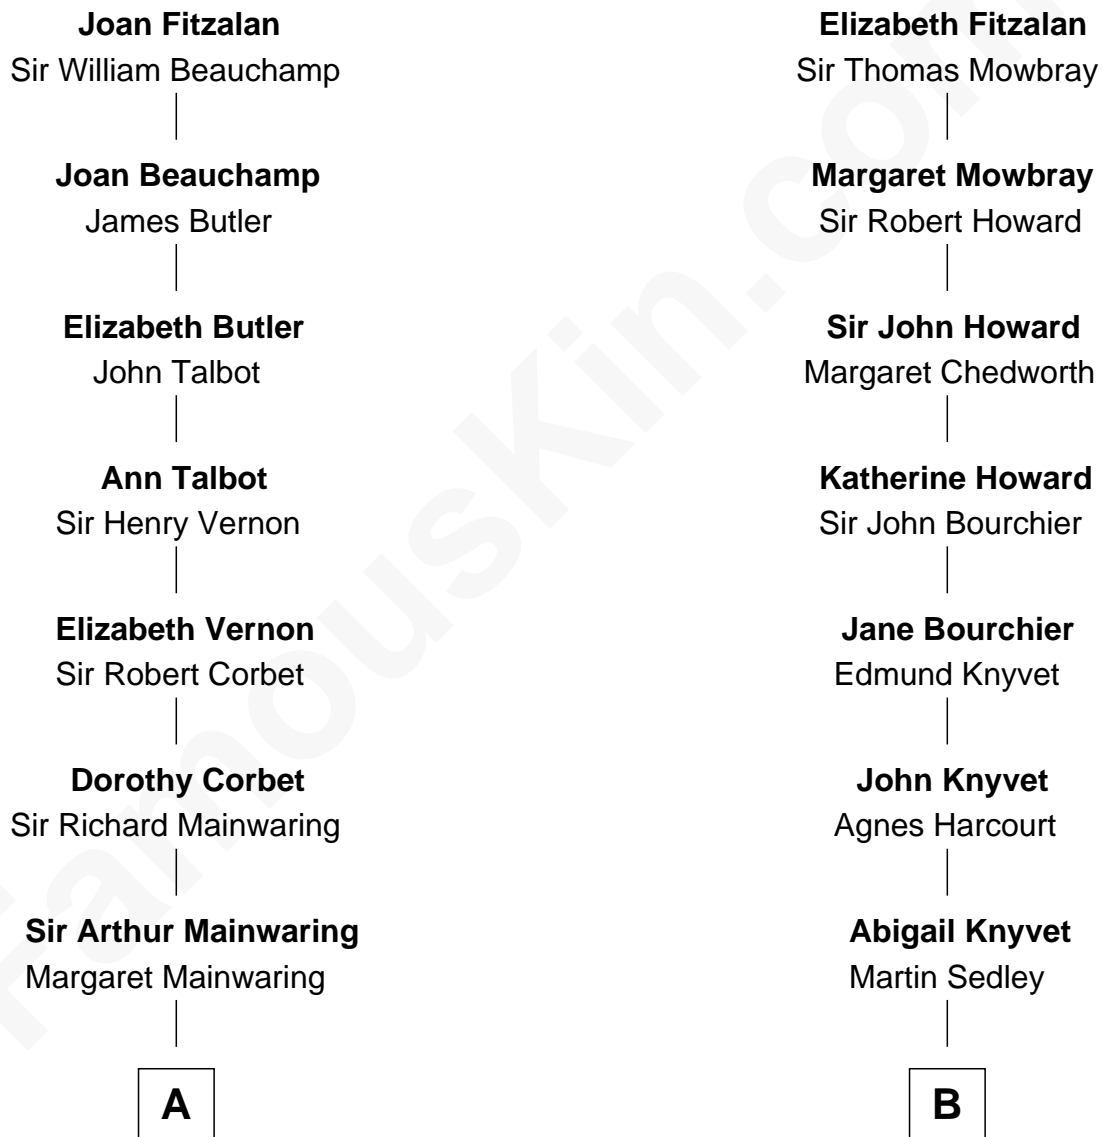 Joan Fitzalan
Sir William Beauchamp
Joan Beauchamp
James Butler
Elizabeth Butler
John Talbot
Ann Talbot
Sir Henry Vernon
Elizabeth Vernon
Sir Robert Corbet
Dorothy Corbet
Sir Richard Mainwaring
Sir Arthur Mainwaring
Margaret Mainwaring
A
Elizabeth Fitzalan
Sir Thomas Mowbray
Margaret Mowbray
Sir Robert Howard
Sir John Howard
Margaret Chedworth
Katherine Howard
Sir John Bourchier
Jane Bourchier
Edmund Knyvet
John Knyvet
Agnes Harcourt
Abigail Knyvet
Martin Sedley
B
FamousKin.com